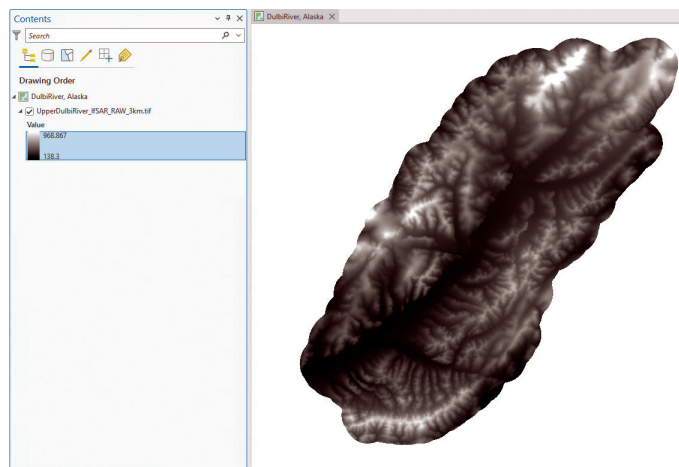 Contents
Search
Drawing Order
DulbiRiver, Alaska
UpperDulbiRiver_IfSAR_RAW_3km.tif
Value
968.867
138.3
DulbiRiver, Alaska